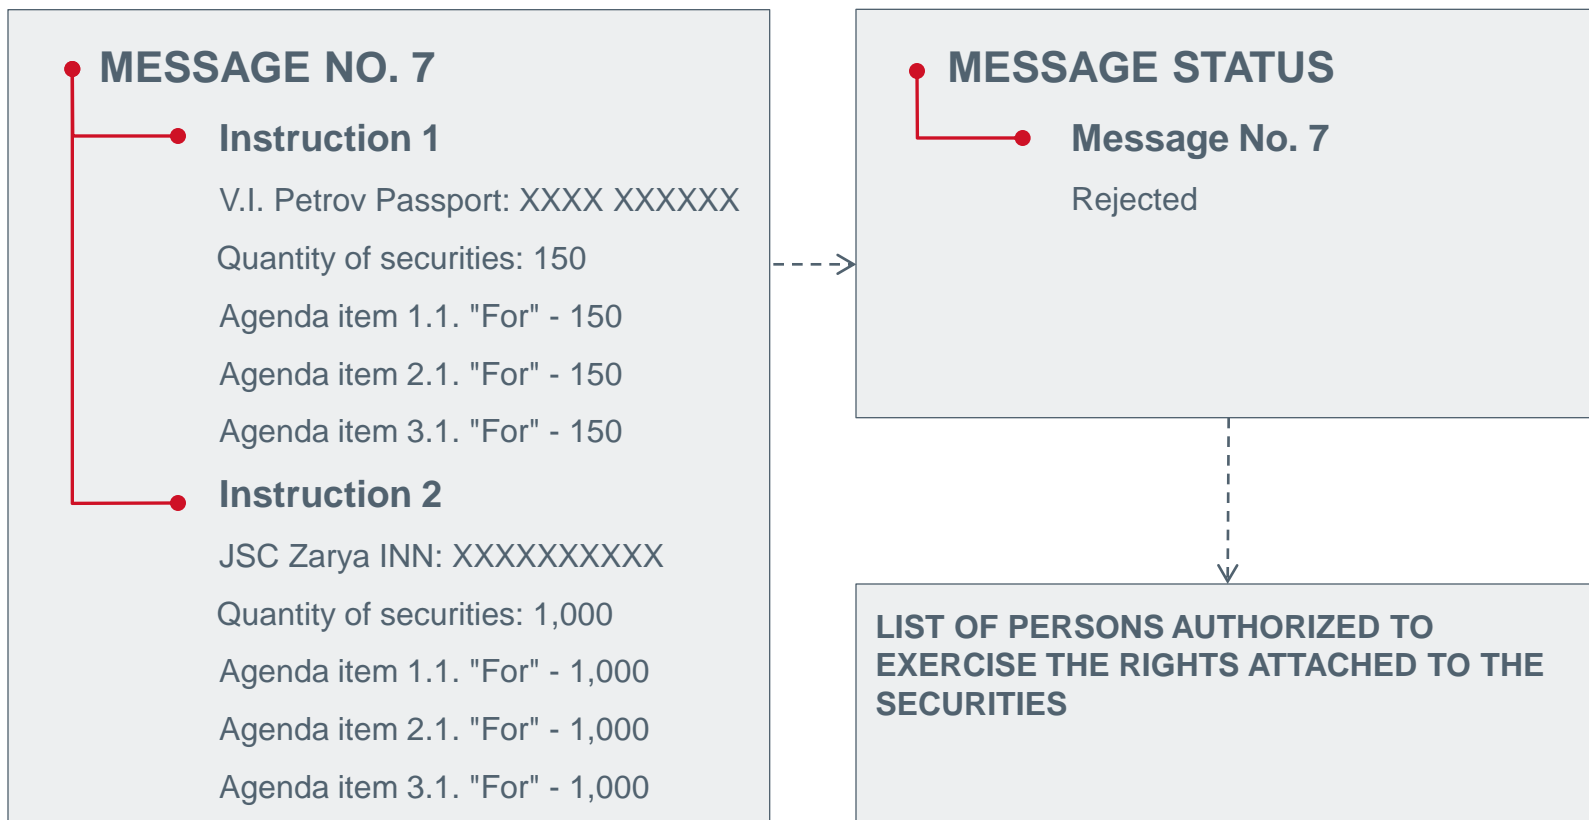 MESSAGE NO. 7
Instruction 1
V.I. Petrov Passport: XXXX XXXXXX
Quantity of securities: 150
Agenda item 1.1. "For" - 150
Agenda item 2.1. "For" - 150
Agenda item 3.1. "For" - 150
Instruction 2
JSC Zarya INN: XXXXXXXXXX
Quantity of securities: 1,000
Agenda item 1.1. "For" - 1,000
Agenda item 2.1. "For" - 1,000
Agenda item 3.1. "For" - 1,000
MESSAGE STATUS
Message No. 7
Rejected
LIST OF PERSONS AUTHORIZED TO
EXERCISE THE RIGHTS ATTACHED TO THE
SECURITIES